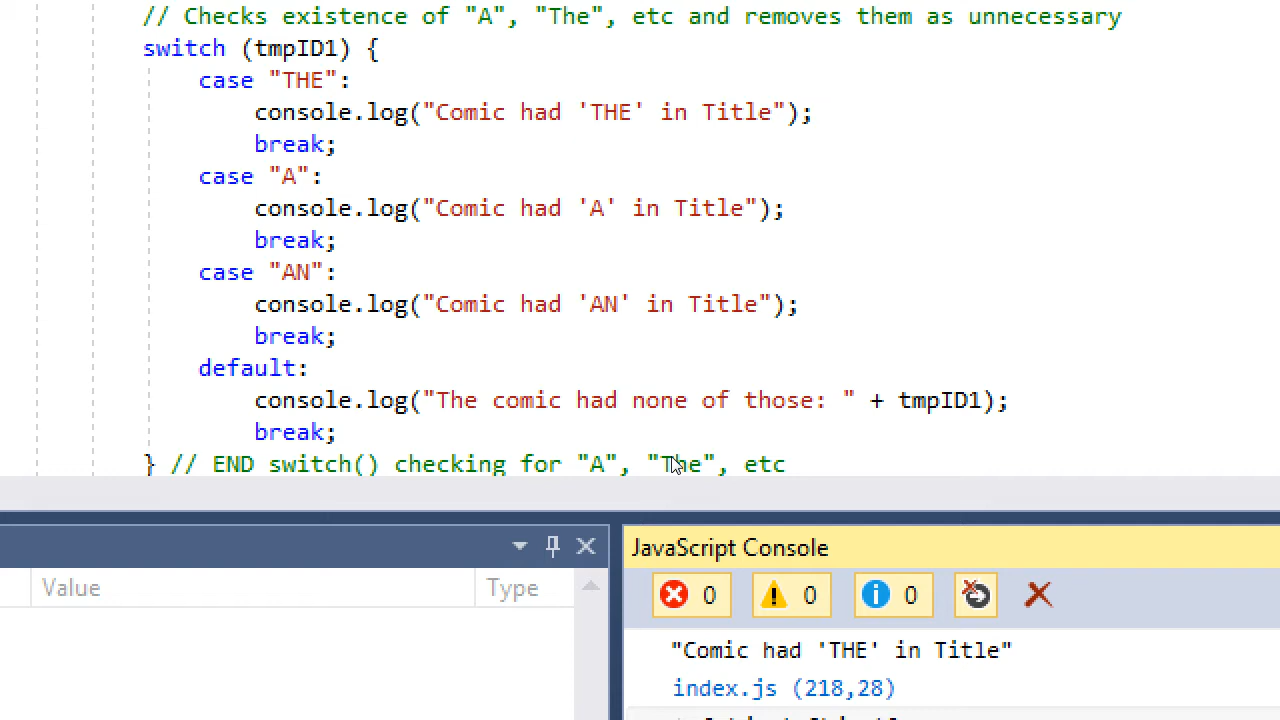 // Checks existence of "A", "The", etc and removes them as unnecessary
switch (tmpID1) {
case "THE":
console.log("Comic had 'THE' in Title");
break;
case "A":
console.log("Comic had 'A' in Title");
break;
case "AN":
console.log("Comic had 'AN' in Title");
break;
default:
console.log("The comic had none of those: " + tmpID1);
break;
} // END switch() checking for "A", "The", etc
JavaScript Console
Value Type
0 0 0
"Comic had 'THE' in Title"
index.js (218,28)